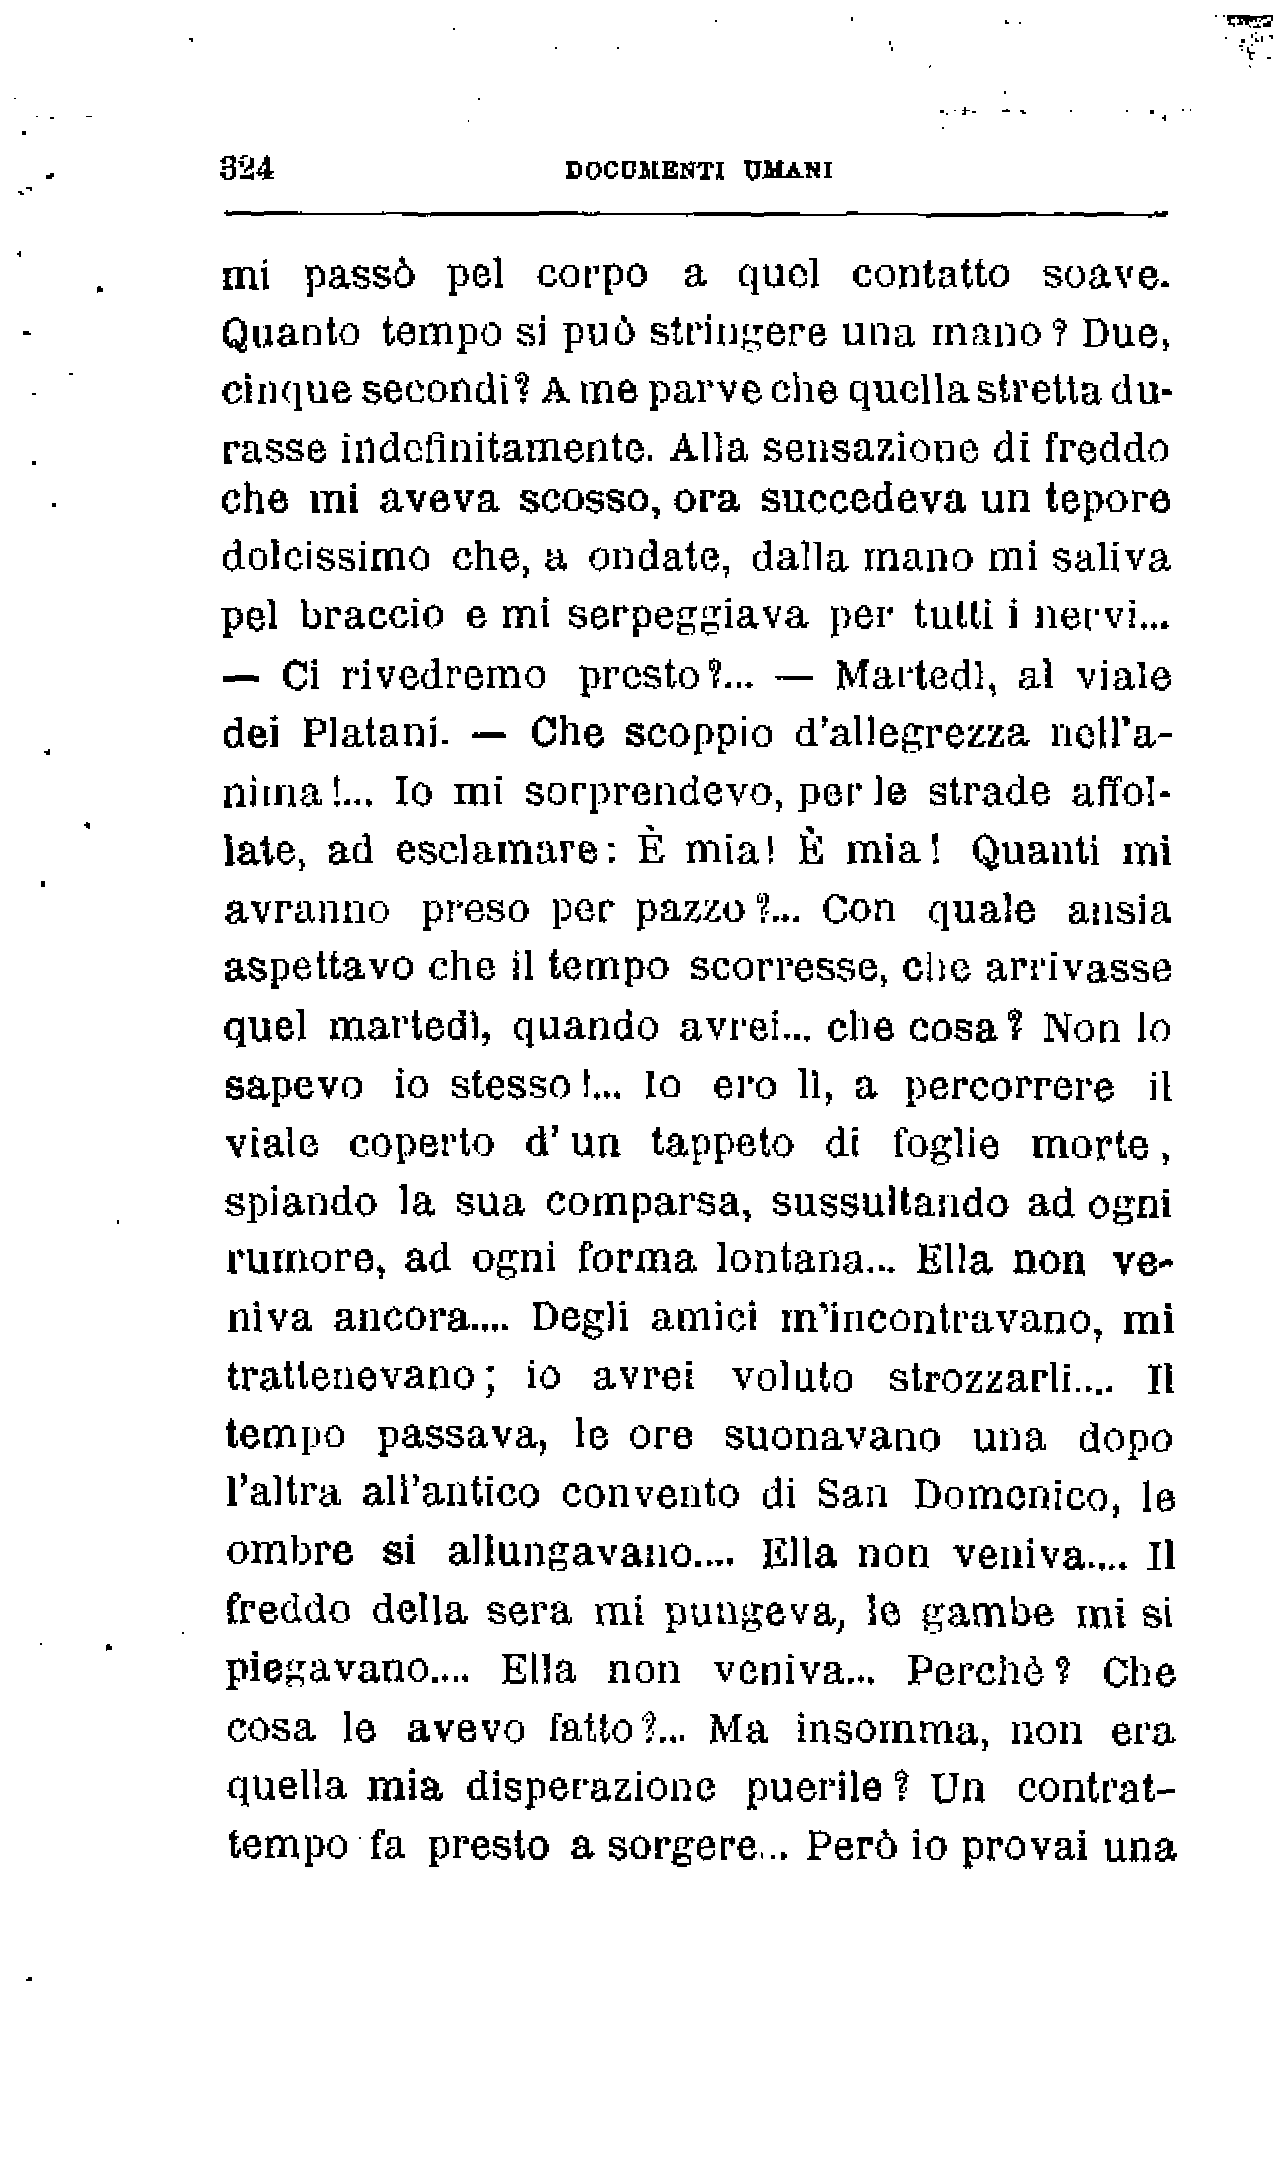 324 DOCUMENTI UMANI
mi passò pel corpo a quel contatto soave.
Quanto tempo si può stringere una mano? Due,
cinque secondi? A me parve che quella stretta du-
rasse indefinitamente. Alla sensazione di freddo
che mi aveva scosso, ora succedeva un tepore
dolcissimo che, a ondate, dalla mano mi saliva
pel braccio e mi serpeggiava per tutti i nervi...
— Ci rivedremo presto?... — Martedì, al viale
dei Platani. — Che scoppio d'allegrezza nell'a-
nima!... Io mi sorprendevo, per le strade affol-
late, ad esclamare: È mia! È mia! Quanti mi
avranno preso per pazzo?... Con quale ansia
aspettavo che il tempo scorresse, che arrivasse
quel martedì, quando avrei... che cosa? Non lo
sapevo io stesso!... Io ero lì, a percorrere il
viale coperto d' un tappeto di foglie morte,
spiando la sua comparsa, sussultando ad ogni
rumore, ad ogni forma lontana... Ella non ve-
niva ancora.... Degli amici m'incontravano, mi
trattenevano; io avrei voluto strozzarli.... Il
tempo passava, le ore suonavano una dopo
l'altra all'antico convento di San Domenico, le
ombre si allungavano.... Ella non veniva.... Il
freddo della sera mi pungeva, le gambe mi si
piegavano.... Ella non veniva... Perchè? Che
cosa le avevo fatto?... Ma insomma, non era
quella mia disperazione puerile? Un contrat-
tempo fa presto a sorgere... Però io provai una